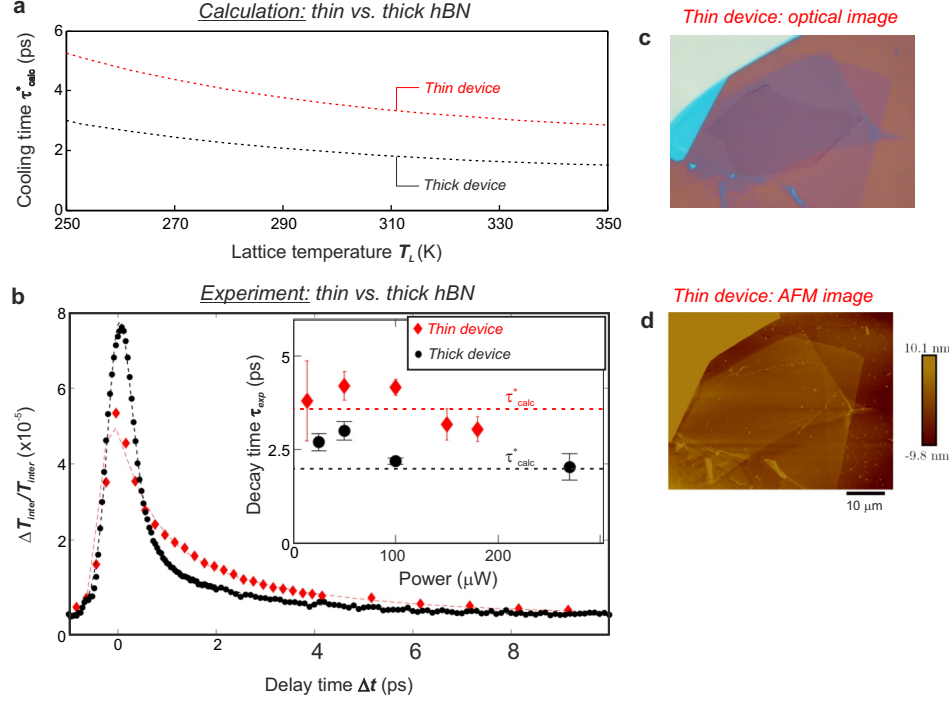 a
Calculation: thin vs. thick hBN
Cooling time τ*calc (ps)
6
4
2
0
Thin device
Thick device
250
270
290
310
330
350
Lattice temperature TL (K)
Thin device: optical image
c
b
Experiment: thin vs. thick hBN
ΔTinter/Tinter (x10-5)
8
6
4
2
0
0
2
4
6
8
Delay time Δt (ps)
Thin device
Thick device
Decay time τexp (ps)
5
2.5
0
τ*calc
τ*calc
0
100
200
Power (μW)
Thin device: AFM image
d
10.1 nm
-9.8 nm
10 μm